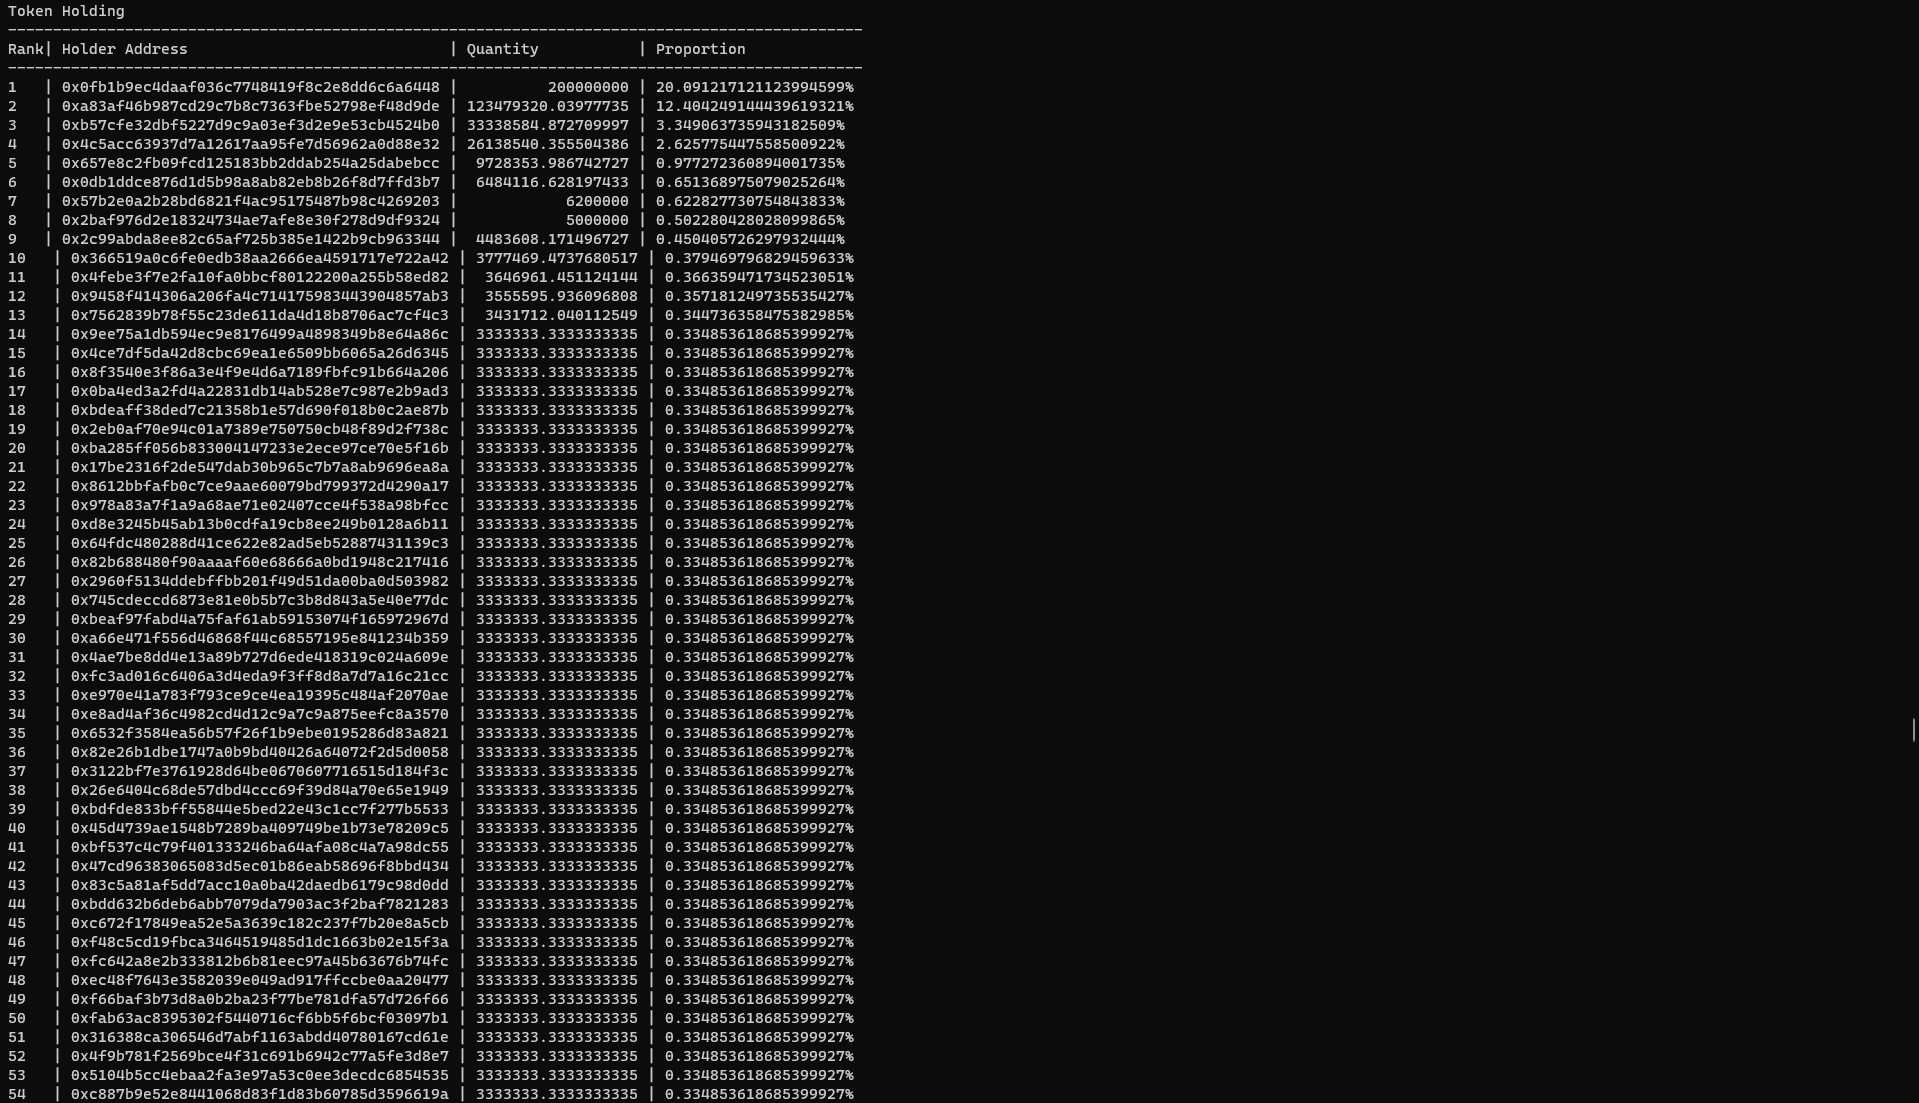 Token Holding
-----------------------------------------------------------------------------------------------
Rank| Holder Address                             | Quantity           | Proportion
-----------------------------------------------------------------------------------------------
1   | 0x0fb1b9ec4daaf036c7748419f8c2e8dd6c6a6448 |          200000000 | 20.091217121123994599%
2   | 0xa83af46b987cd29c7b8c7363fbe52798ef48d9de | 123479320.03977735 | 12.404249144439619321%
3   | 0xb57cfe32dbf5227d9c9a03ef3d2e9e53cb4524b0 | 33338584.872709997 | 3.349063735943182509%
4   | 0x4c5acc63937d7a12617aa95fe7d56962a0d88e32 | 26138540.355504386 | 2.625775447558500922%
5   | 0x657e8c2fb09fcd125183bb2ddab254a25dabebcc |  9728353.986742727 | 0.977272360894001735%
6   | 0x0db1ddce876d1d5b98a8ab82eb8b26f8d7ffd3b7 |  6484116.628197433 | 0.651368975079025264%
7   | 0x57b2e0a2b28bd6821f4ac95175487b98c4269203 |            6200000 | 0.622827730754843833%
8   | 0x2baf976d2e18324734ae7afe8e30f278d9df9324 |            5000000 | 0.502280428028099865%
9   | 0x2c99abda8ee82c65af725b385e1422b9cb963344 |  4483608.171496727 | 0.450405726297932444%
10   | 0x366519a0c6fe0edb38aa2666ea4591717e722a42 | 3777469.4737680517 | 0.379469796829459633%
11   | 0x4febe3f7e2fa10fa0bbcf80122200a255b58ed82 |  3646961.451124144 | 0.366359471734523051%
12   | 0x9458f414306a206fa4c714175983443904857ab3 |  3555595.936096808 | 0.357181249735535427%
13   | 0x7562839b78f55c23de611da4d18b8706ac7cf4c3 |  3431712.040112549 | 0.344736358475382985%
14   | 0x9ee75a1db594ec9e8176499a4898349b8e64a86c | 3333333.3333333335 | 0.334853618685399927%
15   | 0x4ce7df5da42d8cbc69ea1e6509bb6065a26d6345 | 3333333.3333333335 | 0.334853618685399927%
16   | 0x8f3540e3f86a3e4f9e4d6a7189fbfc91b664a206 | 3333333.3333333335 | 0.334853618685399927%
17   | 0x0ba4ed3a2fd4a22831db14ab528e7c987e2b9ad3 | 3333333.3333333335 | 0.334853618685399927%
18   | 0xbdeaff38ded7c21358b1e57d690f018b0c2ae87b | 3333333.3333333335 | 0.334853618685399927%
19   | 0x2eb0af70e94c01a7389e750750cb48f89d2f738c | 3333333.3333333335 | 0.334853618685399927%
20   | 0xba285ff056b833004147233e2ece97ce70e5f16b | 3333333.3333333335 | 0.334853618685399927%
21   | 0x17be2316f2de547dab30b965c7b7a8ab9696ea8a | 3333333.3333333335 | 0.334853618685399927%
22   | 0x8612bbfafb0c7ce9aae60079bd799372d4290a17 | 3333333.3333333335 | 0.334853618685399927%
23   | 0x978a83a7f1a9a68ae71e02407cce4f538a98bfcc | 3333333.3333333335 | 0.334853618685399927%
24   | 0xd8e3245b45ab13b0cdfa19cb8ee249b0128a6b11 | 3333333.3333333335 | 0.334853618685399927%
25   | 0x64fdc480288d41ce622e82ad5eb52887431139c3 | 3333333.3333333335 | 0.334853618685399927%
26   | 0x82b688480f90aaaaf60e68666a0bd1948c217416 | 3333333.3333333335 | 0.334853618685399927%
27   | 0x2960f5134ddebffbb201f49d51da00ba0d503982 | 3333333.3333333335 | 0.334853618685399927%
28   | 0x745cdeccd6873e81e0b5b7c3b8d843a5e40e77dc | 3333333.3333333335 | 0.334853618685399927%
29   | 0xbeaf97fabd4a75faf61ab59153074f165972967d | 3333333.3333333335 | 0.334853618685399927%
30   | 0xa66e471f556d46868f44c68557195e841234b359 | 3333333.3333333335 | 0.334853618685399927%
31   | 0x4ae7be8dd4e13a89b727d6ede418319c024a609e | 3333333.3333333335 | 0.334853618685399927%
32   | 0xfc3ad016c6406a3d4eda9f3ff8d8a7d7a16c21cc | 3333333.3333333335 | 0.334853618685399927%
33   | 0xe970e41a783f793ce9ce4ea19395c484af2070ae | 3333333.3333333335 | 0.334853618685399927%
34   | 0xe8ad4af36c4982cd4d12c9a7c9a875eefc8a3570 | 3333333.3333333335 | 0.334853618685399927%
35   | 0x6532f3584ea56b57f26f1b9ebe0195286d83a821 | 3333333.3333333335 | 0.334853618685399927%
36   | 0x82e26b1dbe1747a0b9bd40426a64072f2d5d0058 | 3333333.3333333335 | 0.334853618685399927%
37   | 0x3122bf7e3761928d64be0670607716515d184f3c | 3333333.3333333335 | 0.334853618685399927%
38   | 0x26e6404c68de57dbd4ccc69f39d84a70e65e1949 | 3333333.3333333335 | 0.334853618685399927%
39   | 0xbdfde833bff55844e5bed22e43c1cc7f277b5533 | 3333333.3333333335 | 0.334853618685399927%
40   | 0x45d4739ae1548b7289ba409749be1b73e78209c5 | 3333333.3333333335 | 0.334853618685399927%
41   | 0xbf537c4c79f401333246ba64afa08c4a7a98dc55 | 3333333.3333333335 | 0.334853618685399927%
42   | 0x47cd96383065083d5ec01b86eab58696f8bbd434 | 3333333.3333333335 | 0.334853618685399927%
43   | 0x83c5a81af5dd7acc10a0ba42daedb6179c98d0dd | 3333333.3333333335 | 0.334853618685399927%
44   | 0xbdd632b6deb6abb7079da7903ac3f2baf7821283 | 3333333.3333333335 | 0.334853618685399927%
45   | 0xc672f17849ea52e5a3639c182c237f7b20e8a5cb | 3333333.3333333335 | 0.334853618685399927%
46   | 0xf48c5cd19fbca3464519485d1dc1663b02e15f3a | 3333333.3333333335 | 0.334853618685399927%
47   | 0xfc642a8e2b333812b6b81eec97a45b63676b74fc | 3333333.3333333335 | 0.334853618685399927%
48   | 0xec48f7643e3582039e049ad917ffccbe0aa20477 | 3333333.3333333335 | 0.334853618685399927%
49   | 0xf66baf3b73d8a0b2ba23f77be781dfa57d726f66 | 3333333.3333333335 | 0.334853618685399927%
50   | 0xfab63ac8395302f5440716cf6bb5f6bcf03097b1 | 3333333.3333333335 | 0.334853618685399927%
51   | 0x316388ca306546d7abf1163abdd40780167cd61e | 3333333.3333333335 | 0.334853618685399927%
52   | 0x4f9b781f2569bce4f31c691b6942c77a5fe3d8e7 | 3333333.3333333335 | 0.334853618685399927%
53   | 0x5104b5cc4ebaa2fa3e97a53c0ee3decdc6854535 | 3333333.3333333335 | 0.334853618685399927%
54   | 0xc887b9e52e8441068d83f1d83b60785d3596619a | 3333333.3333333335 | 0.334853618685399927%